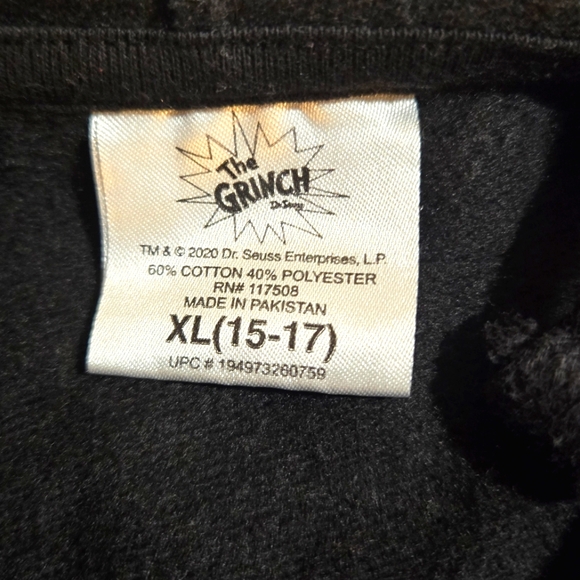 The
GRINCH
Dr. Seuss
TM & © 2020 Dr. Seuss Enterprises, L.P.
60% COTTON 40% POLYESTER
RN# 117508
MADE IN PAKISTAN
XL(15-17)
UPC # 194973260759